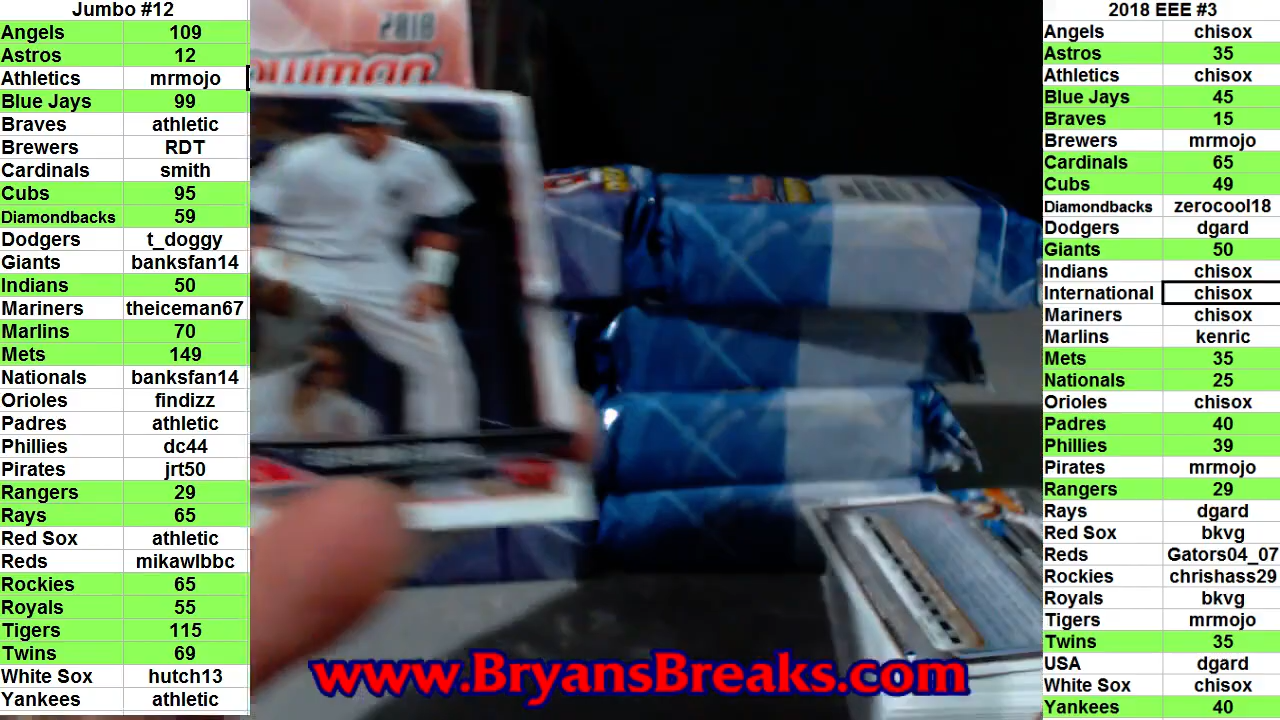 Jumbo #12
Angels 109
Astros 12
Athletics mrmojo
Blue Jays 99
Braves athletic
Brewers RDT
Cardinals smith
Cubs 95
Diamondbacks 59
Dodgers t_doggy
Giants banksfan14
Indians 50
Mariners theiceman67
Marlins 70
Mets 149
Nationals banksfan14
Orioles findizz
Padres athletic
Phillies dc44
Pirates jrt50
Rangers 29
Rays 65
Red Sox athletic
Reds mikawlbbc
Rockies 65
Royals 55
Tigers 115
Twins 69
White Sox hutch13
Yankees athletic
2018
owman
www.BryansBreaks.com
2018 EEE #3
Angels chisox
Astros 35
Athletics chisox
Blue Jays 45
Braves 15
Brewers mrmojo
Cardinals 65
Cubs 49
Diamondbacks zerocool18
Dodgers dgard
Giants 50
Indians chisox
International chisox
Mariners chisox
Marlins kenric
Mets 35
Nationals 25
Orioles chisox
Padres 40
Phillies 39
Pirates mrmojo
Rangers 29
Rays dgard
Red Sox bkvg
Reds Gators04_07
Rockies chrishass29
Royals bkvg
Tigers mrmojo
Twins 35
USA dgard
White Sox chisox
Yankees 40